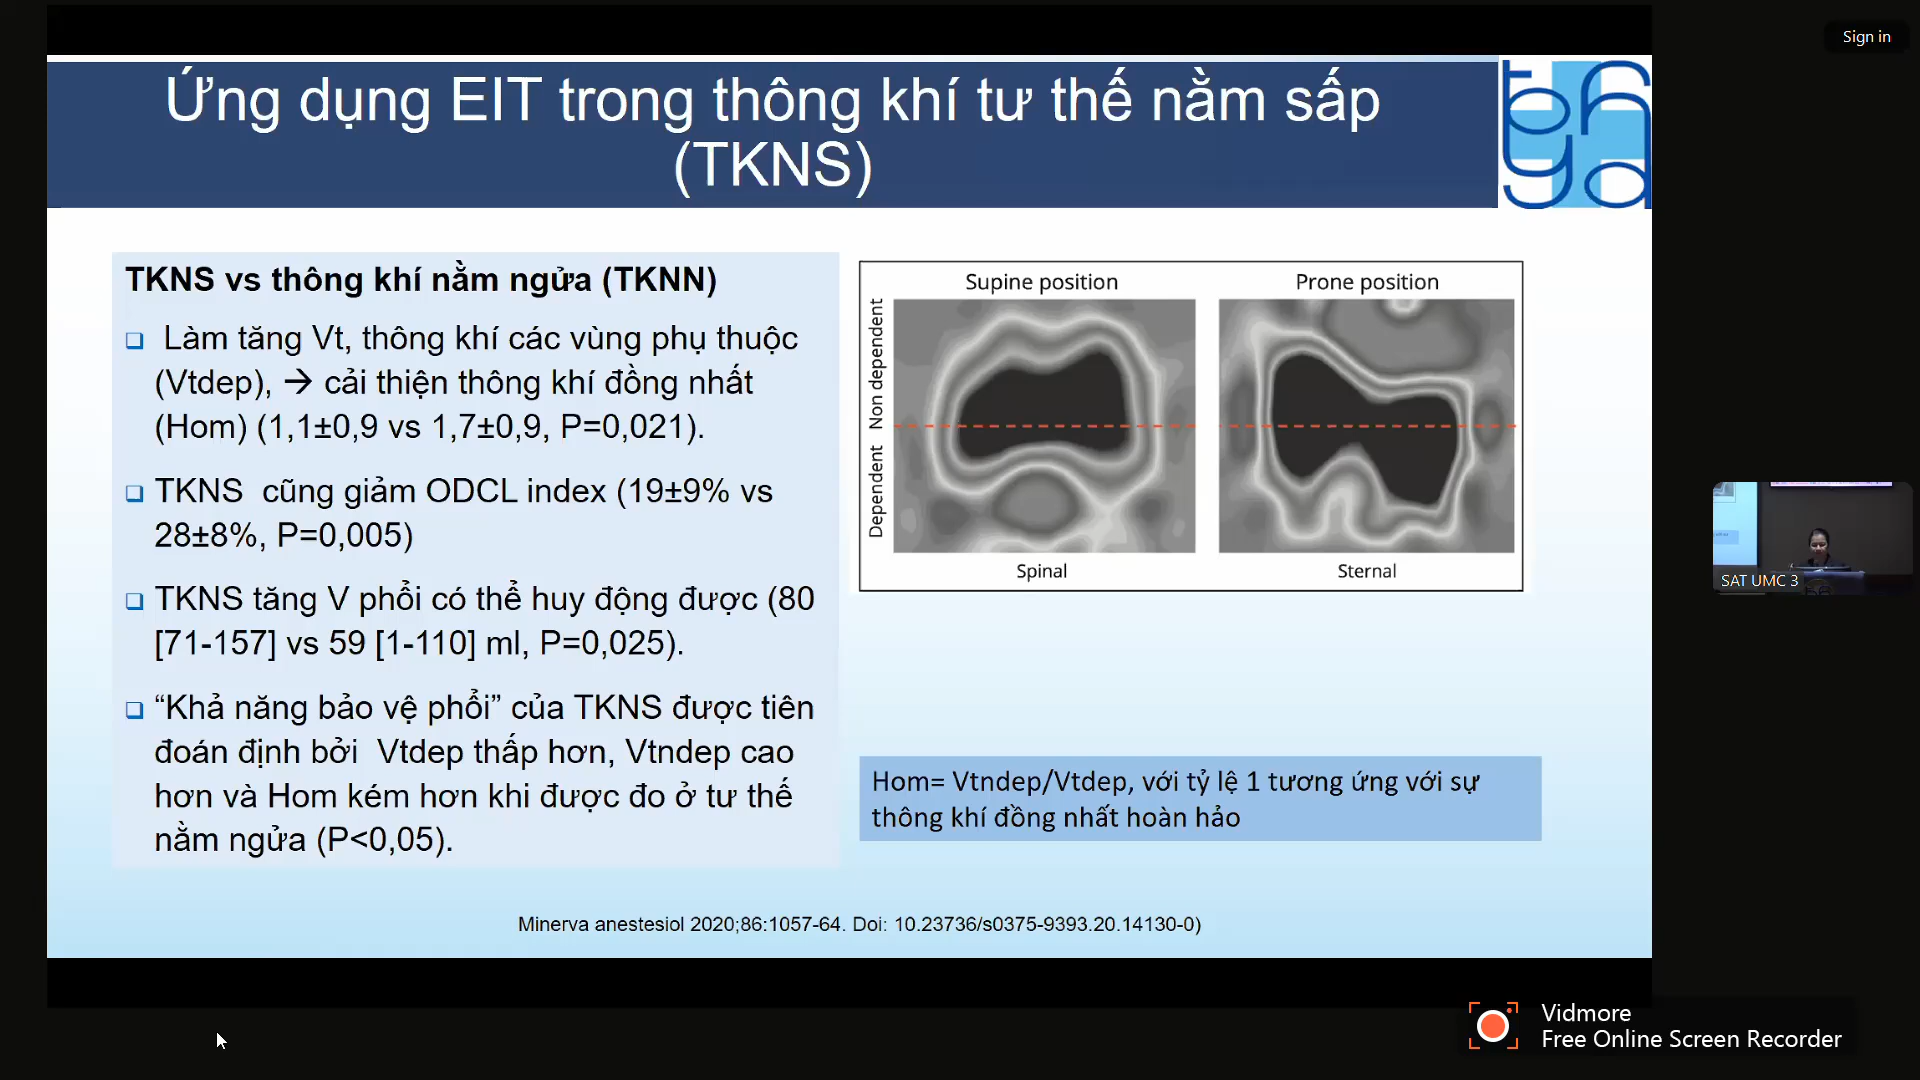 Sign in
Ứng dụng EIT trong thông khí tư thế nằm sấp
(TKNS)
TKNS vs thông khí nằm ngửa (TKNN)
Làm tăng Vt, thông khí các vùng phụ thuộc
(Vtdep), → cải thiện thông khí đồng nhất
(Hom) (1,1±0,9 vs 1,7±0,9, P=0,021).
TKNS cũng giảm ODCL index (19±9% vs
28±8%, P=0,005)
TKNS tăng V phổi có thể huy động được (80
[71-157] vs 59 [1-110] ml, P=0,025).
“Khả năng bảo vệ phổi” của TKNS được tiên
đoán định bởi Vtdep thấp hơn, Vtndep cao
hơn và Hom kém hơn khi được đo ở tư thế
nằm ngửa (P<0,05).
Supine position
Prone position
Non dependent
Dependent
Spinal
Sternal
Hom= Vtndep/Vtdep, với tỷ lệ 1 tương ứng với sự
thông khí đồng nhất hoàn hảo
Minerva anestesiol 2020;86:1057-64. Doi: 10.23736/s0375-9393.20.14130-0)
SAT UMC 3
Vidmore
Free Online Screen Recorder